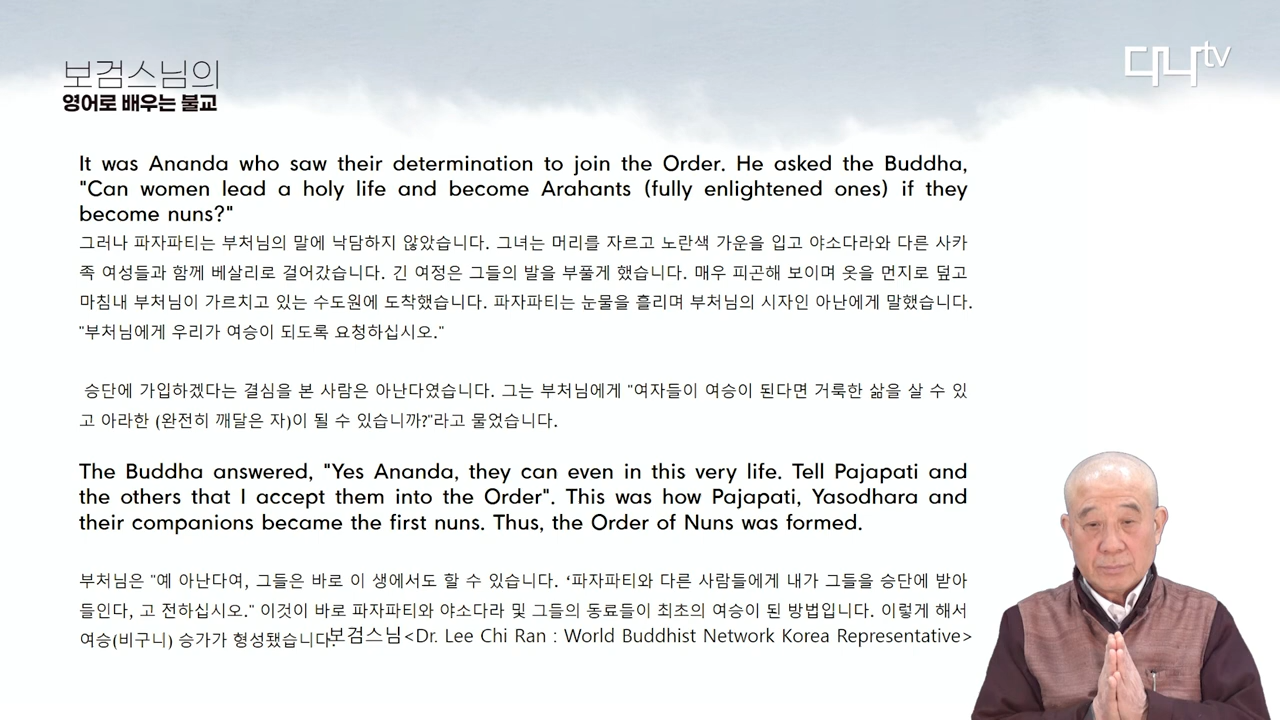 보검스님의
영어로 배우는 불교
다나tv
It was Ananda who saw their determination to join the Order. He asked the Buddha,
"Can women lead a holy life and become Arahants (fully enlightened ones) if they
become nuns?"
그러나 파자파티는 부처님의 말에 낙담하지 않았습니다. 그녀는 머리를 자르고 노란색 가운을 입고 야소다라와 다른 사카
족 여성들과 함께 베살리로 걸어갔습니다. 긴 여정은 그들의 발을 부풀게 했습니다. 매우 피곤해 보이며 옷을 먼지로 덮고
마침내 부처님이 가르치고 있는 수도원에 도착했습니다. 파자파티는 눈물을 흘리며 부처님의 시자인 아난에게 말했습니다.
"부처님에게 우리가 여승이 되도록 요청하십시오."
승단에 가입하겠다는 결심을 본 사람은 아난다였습니다. 그는 부처님에게 "여자들이 여승이 된다면 거룩한 삶을 살 수 있
고 아라한 (완전히 깨달은 자)이 될 수 있습니까?"라고 물었습니다.
The Buddha answered, "Yes Ananda, they can even in this very life. Tell Pajapati and
the others that I accept them into the Order". This was how Pajapati, Yasodhara and
their companions became the first nuns. Thus, the Order of Nuns was formed.
부처님은 "예 아난다여, 그들은 바로 이 생에서도 할 수 있습니다. ‘파자파티와 다른 사람들에게 내가 그들을 승단에 받아
들인다, 고 전하십시오." 이것이 바로 파자파티와 야소다라 및 그들의 동료들이 최초의 여승이 된 방법입니다. 이렇게 해서
여승(비구니) 승가가 형성됐습니다.
보검스님<Dr. Lee Chi Ran : World Buddhist Network Korea Representative>